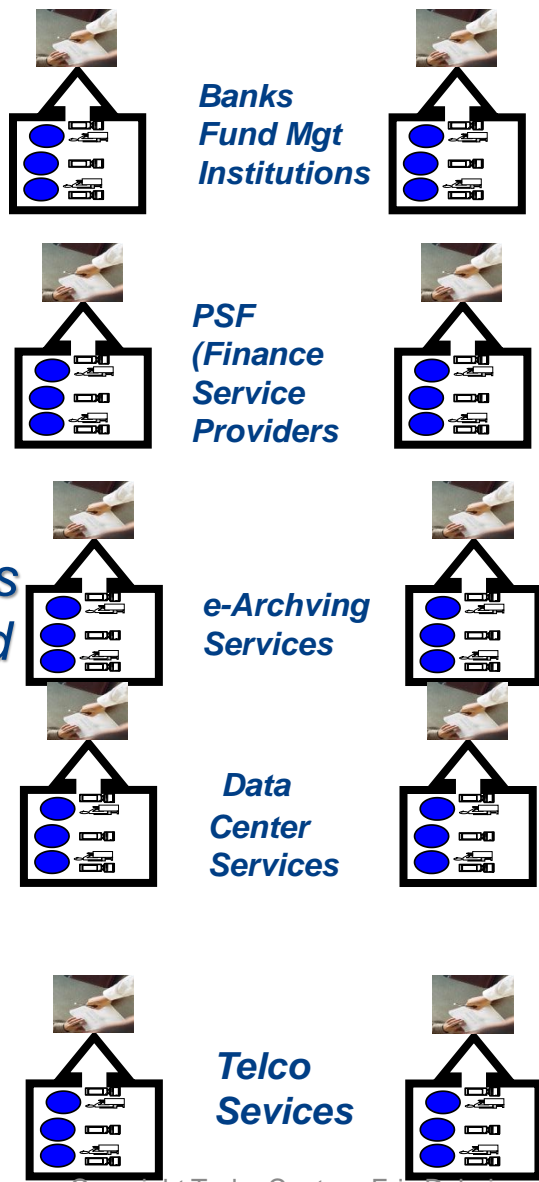 Banks
Fund Mgt
Institutions
PSF
(Finance
Service
Providers
e-Archving
Services
Data
Center
Services
Telco
Sevices